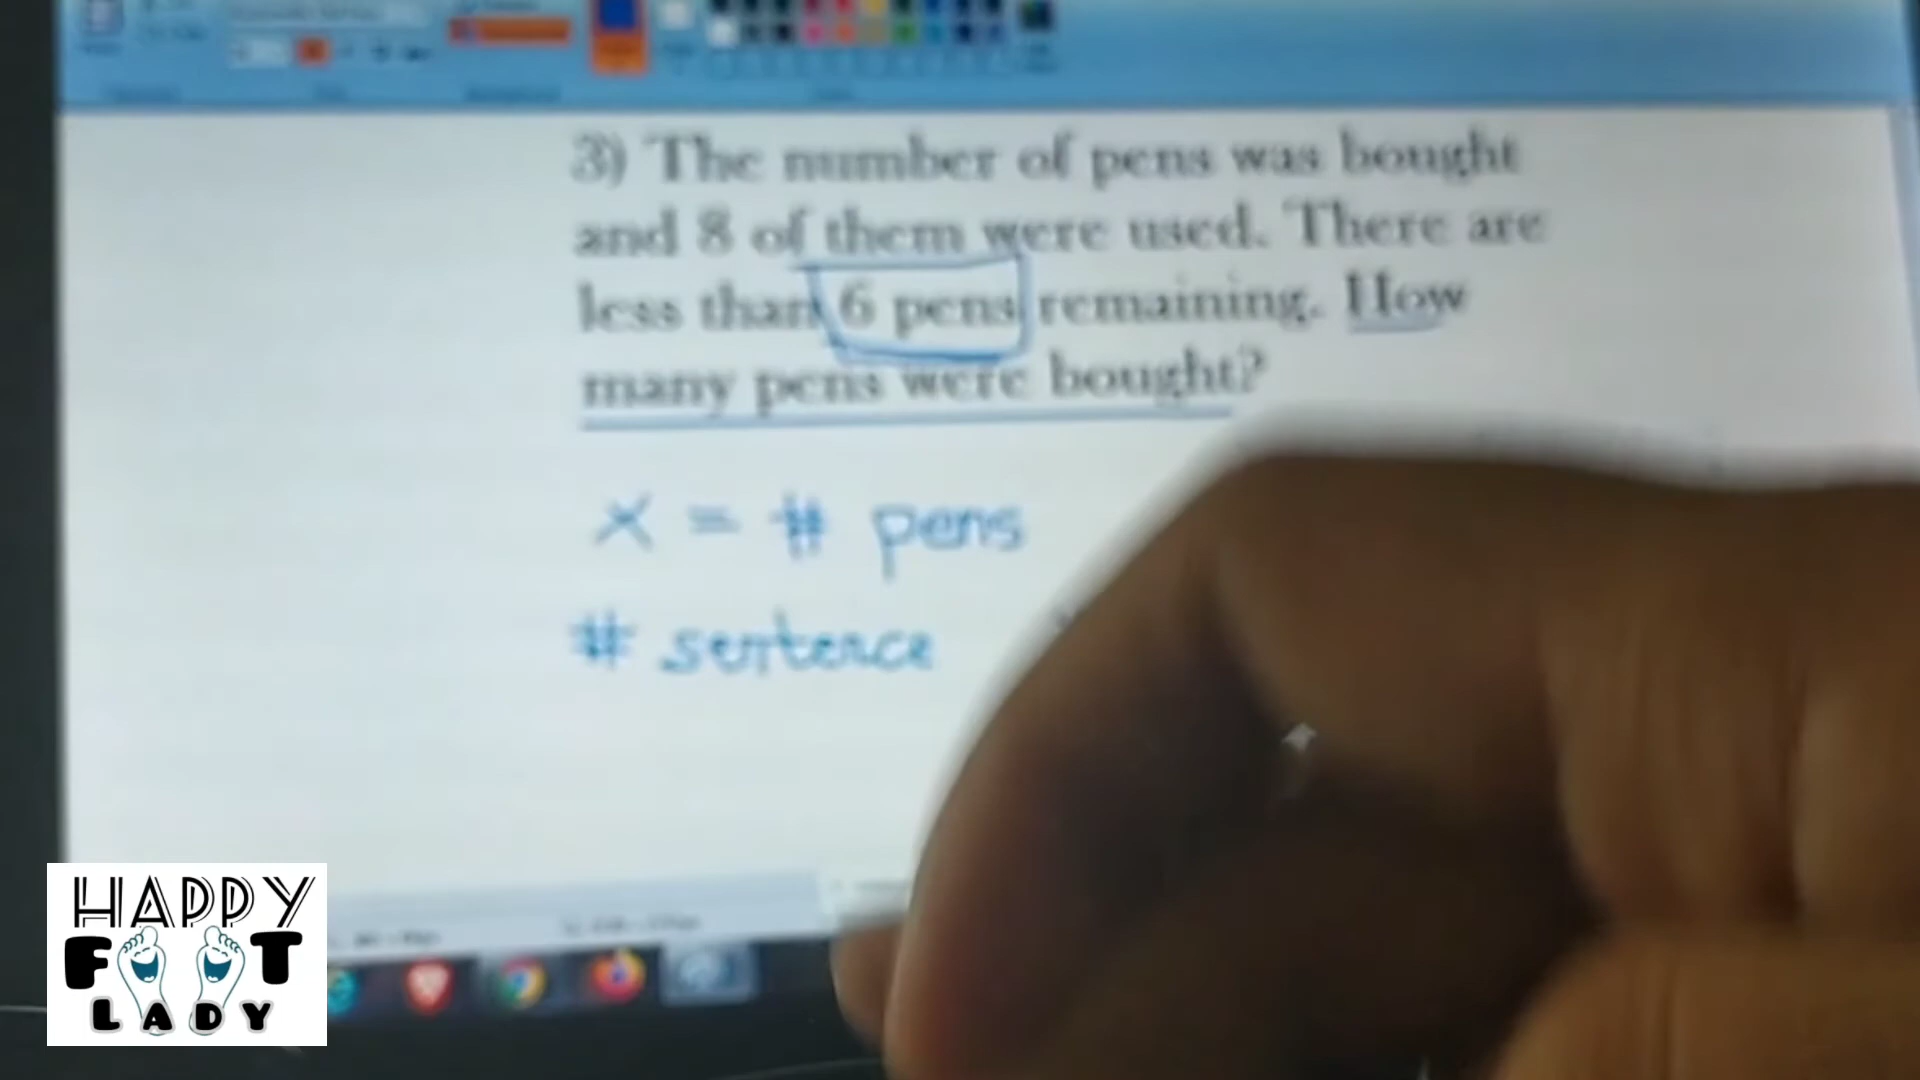 3) The number of pens was bought
and 8 of them were used. There are
less than 6 pens remaining. How
many pens were bought?
x = # pens
# sentence
HAPPY
FOOT
LADY